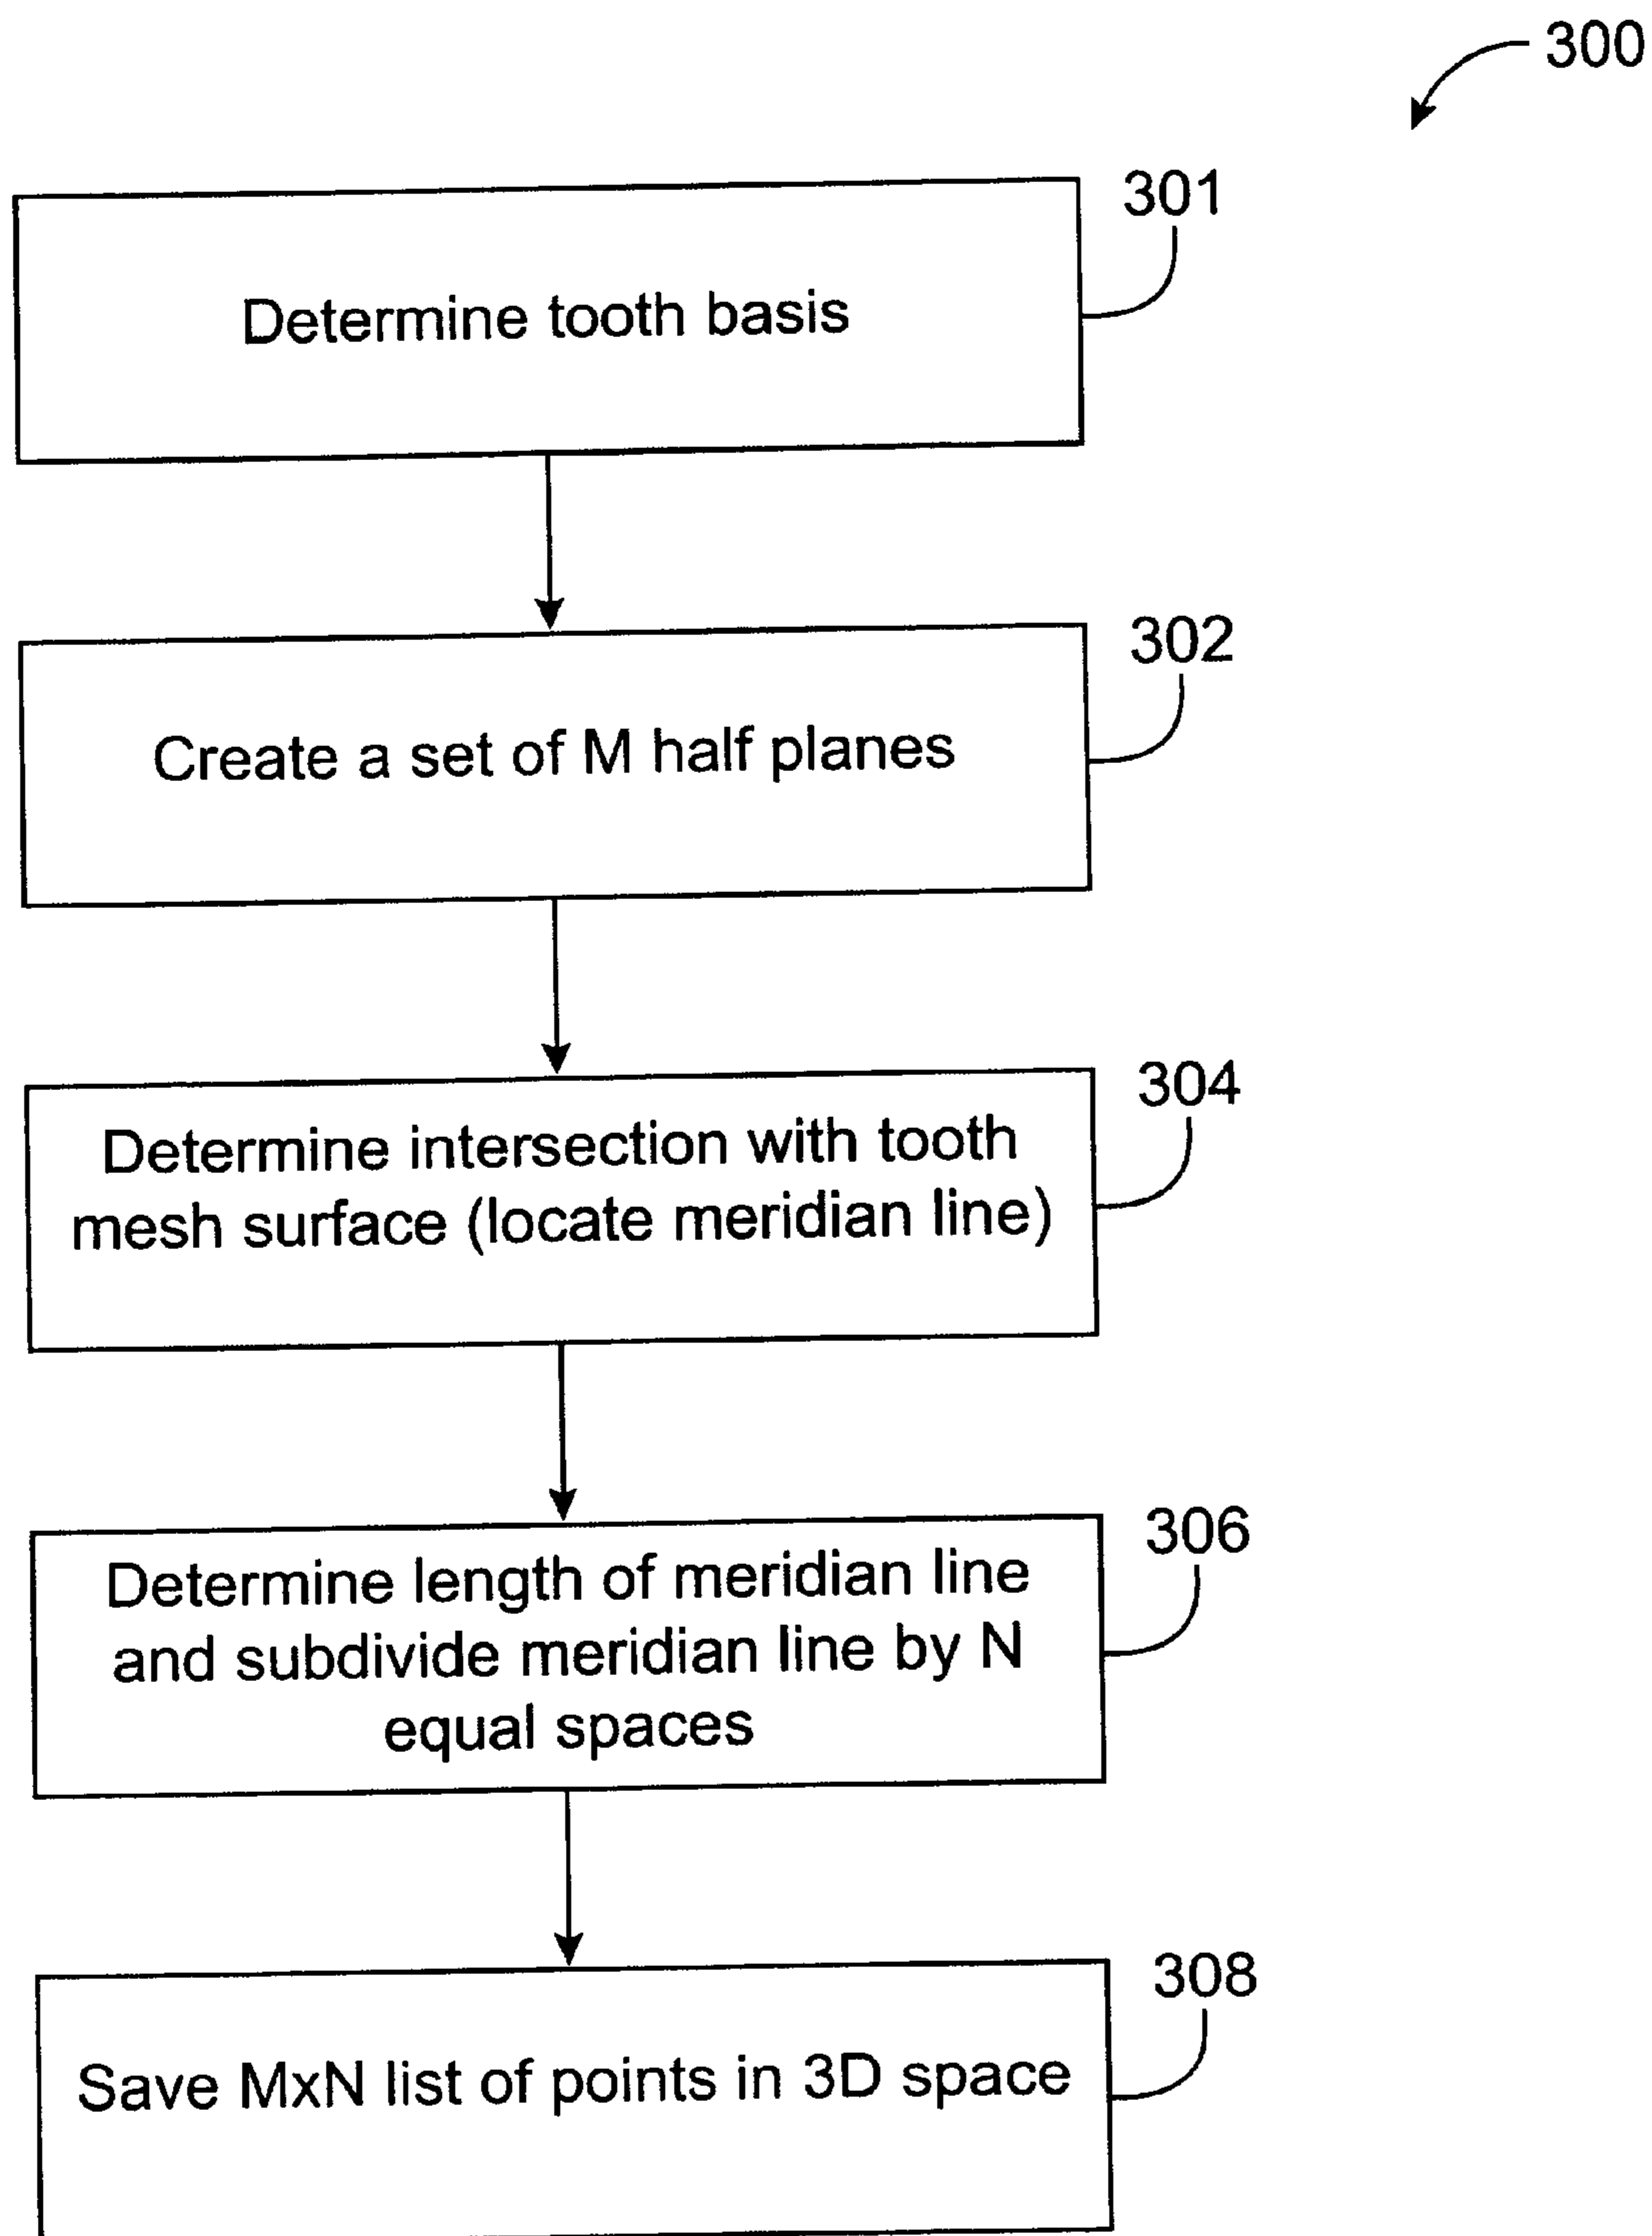 300
301
Determine tooth basis
302
Create a set of M half planes
304
Determine intersection with tooth
mesh surface (locate meridian line)
306
Determine length of meridian line
and subdivide meridian line by N
equal spaces
308
Save MxN list of points in 3D space